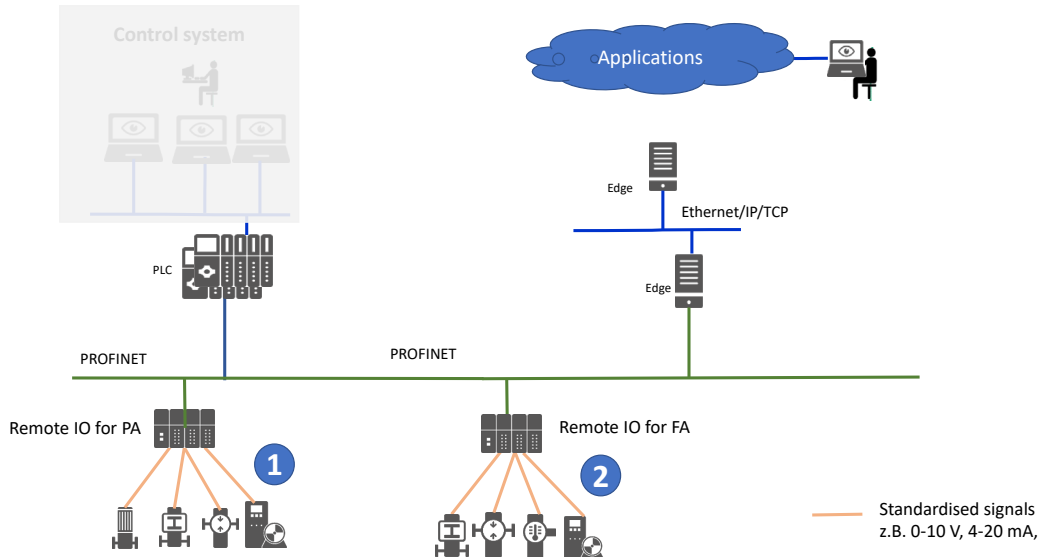 Control system
Applications
Edge
Ethernet/IP/TCP
PLC
Edge
PROFINET
PROFINET
Remote IO for PA
Remote IO for FA
1
2
Standardised signals
z.B. 0-10 V, 4-20 mA,